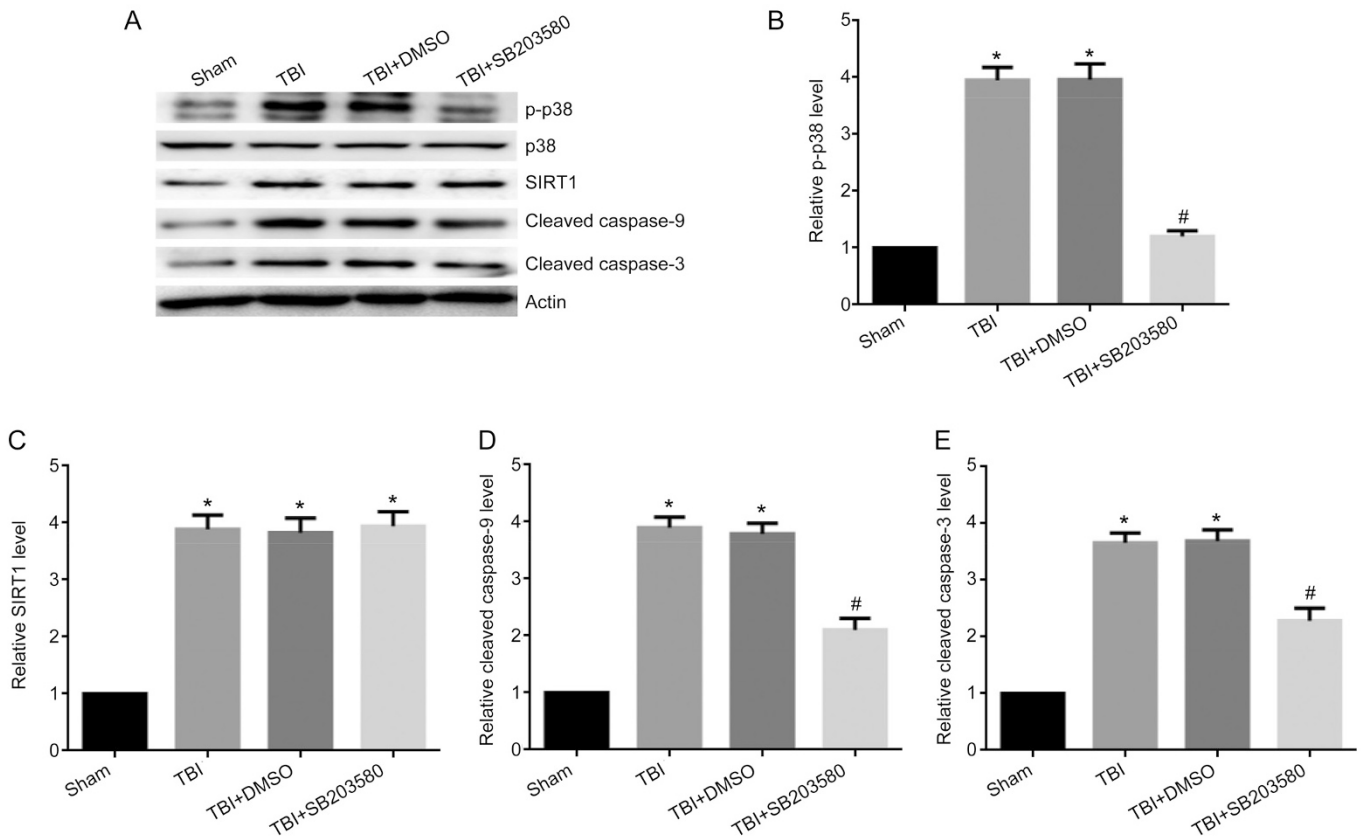 A
Sham
TBI
TBI+DMSO
TBI+SB203580
p-p38
p38
SIRT1
Cleaved caspase-9
Cleaved caspase-3
Actin
B
Relative p-p38 level
5
4
3
2
1
0
*
*
#
Sham
TBI
TBI+DMSO
TBI+SB203580
C
Relative SIRT1 level
5
4
3
2
1
0
*
*
*
Sham
TBI
TBI+DMSO
TBI+SB203580
D
Relative cleaved caspase-9 level
5
4
3
2
1
0
*
*
#
Sham
TBI
TBI+DMSO
TBI+SB203580
E
Relative cleaved caspase-3 level
5
4
3
2
1
0
*
*
#
Sham
TBI
TBI+DMSO
TBI+SB203580